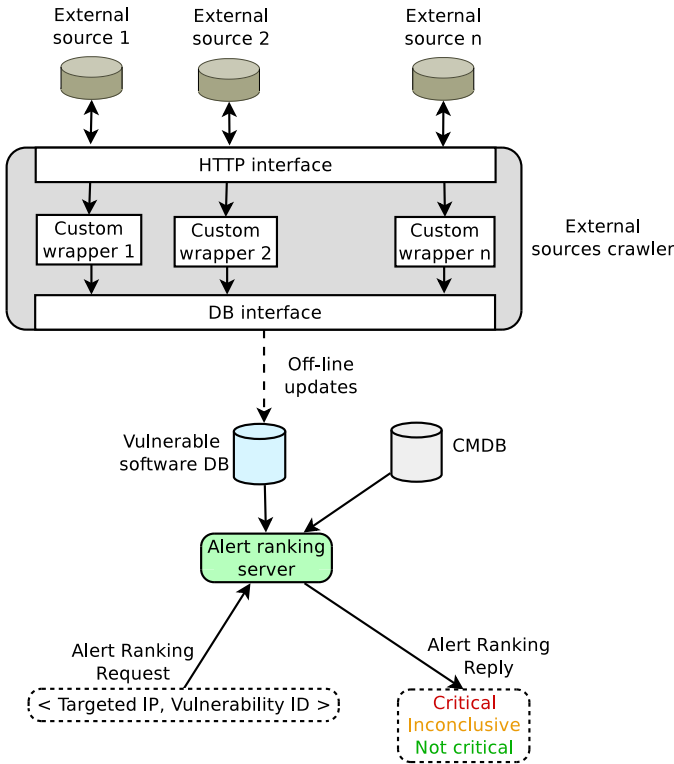 External
source 1
External
source 2
External
source n
HTTP interface
Custom
wrapper 1
Custom
wrapper 2
Custom
wrapper n
External
sources crawler
DB interface
Off-line
updates
Vulnerable
software DB
CMDB
Alert ranking
server
Alert Ranking
Request
Alert Ranking
Reply
< Targeted IP, Vulnerability ID >
Critical
Inconclusive
Not critical